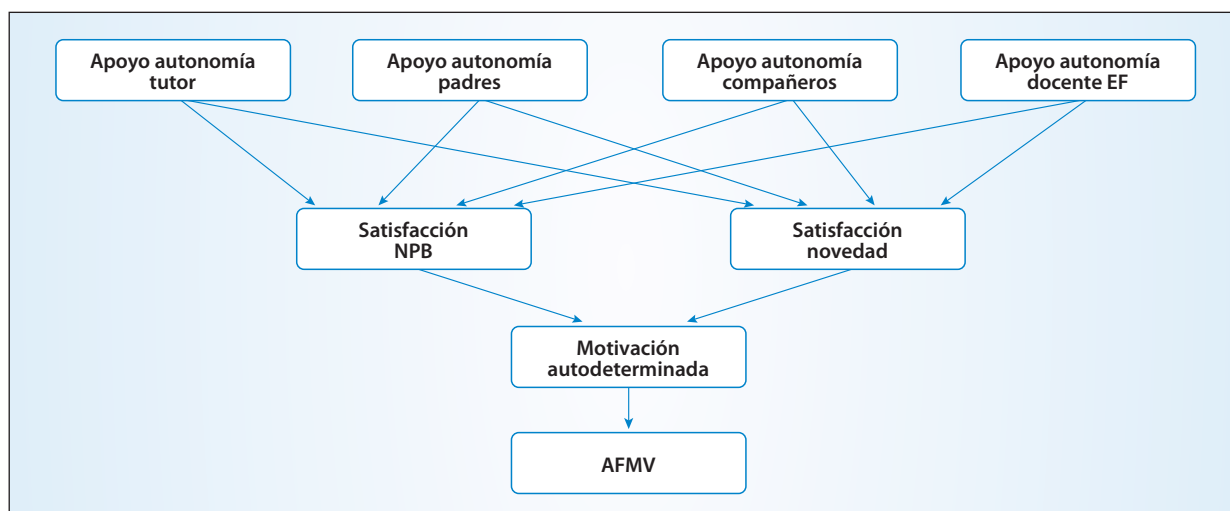 Apoyo autonomía
tutor
Apoyo autonomía
padres
Apoyo autonomía
compañeros
Apoyo autonomía
docente EF
Satisfacción
NPB
Satisfacción
novedad
Motivación
autodeterminada
AFMV